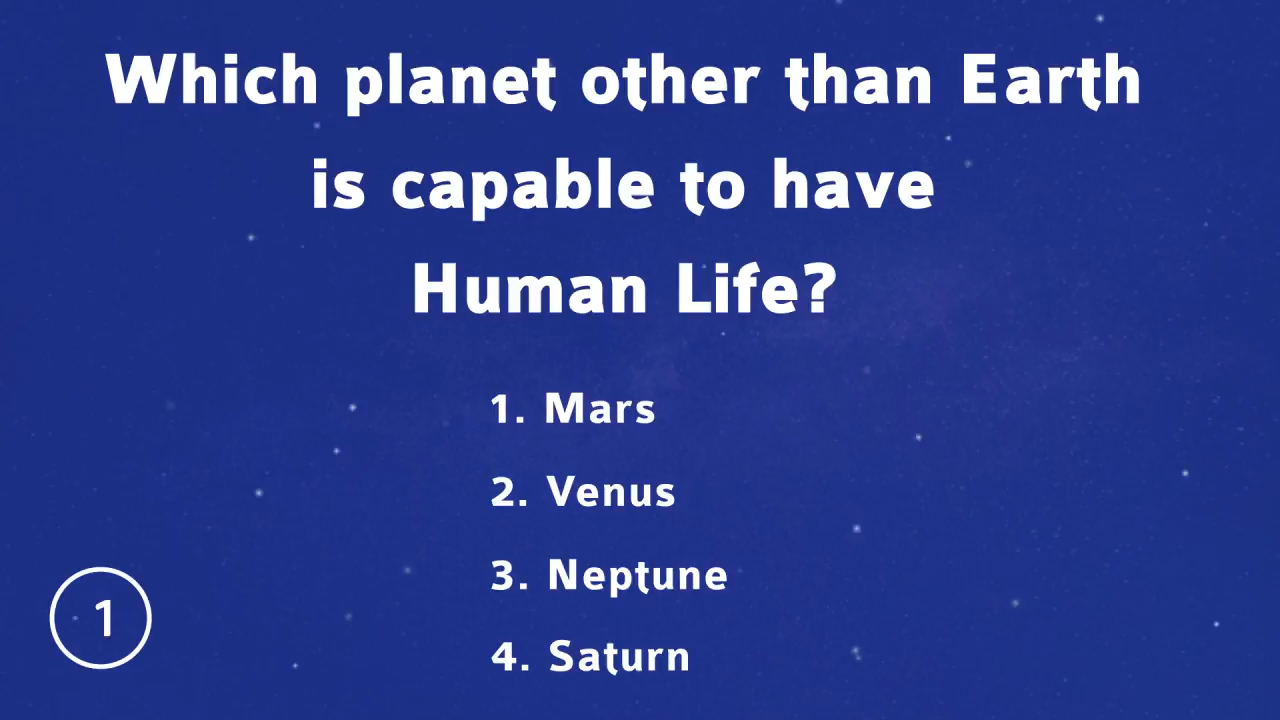 Which planet other than Earth
is capable to have
Human Life?
1. Mars
2. Venus
3. Neptune
4. Saturn
1